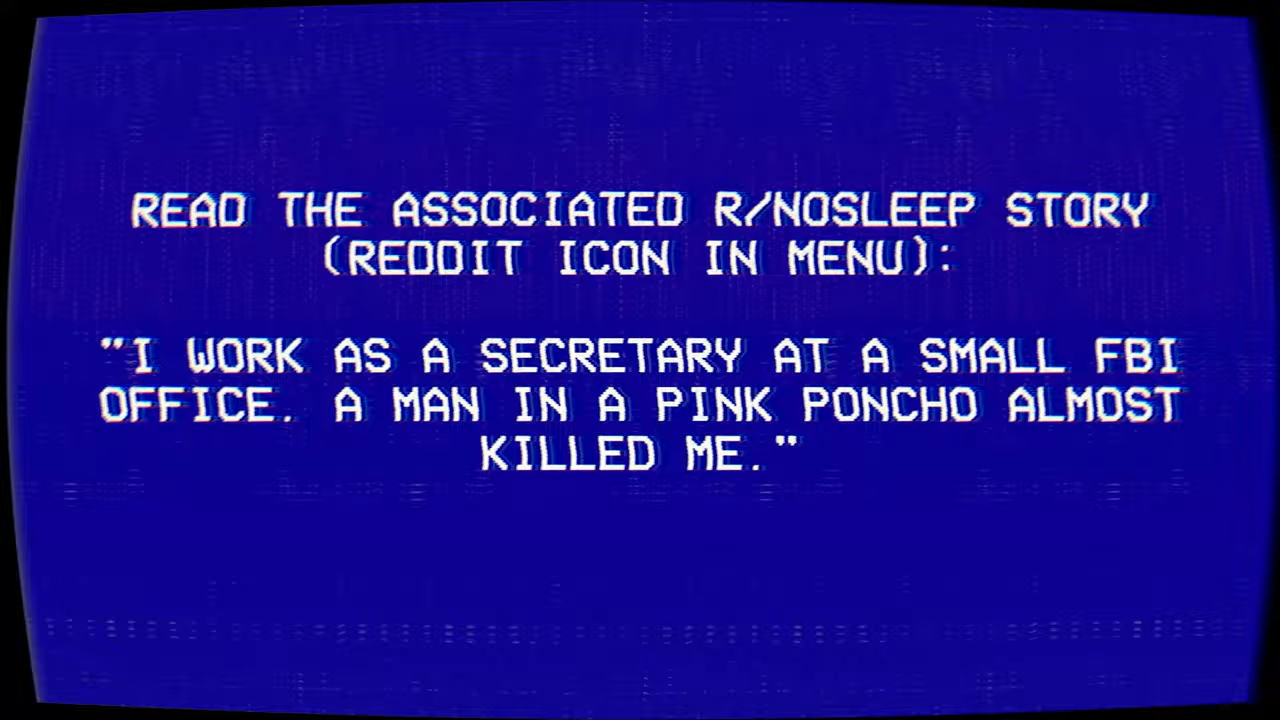 READ THE ASSOCIATED R/NOSLEEP STORY
(REDDIT ICON IN MENU):
"I WORK AS A SECRETARY AT A SMALL FBI
OFFICE. A MAN IN A PINK PONCHO ALMOST
KILLED ME."